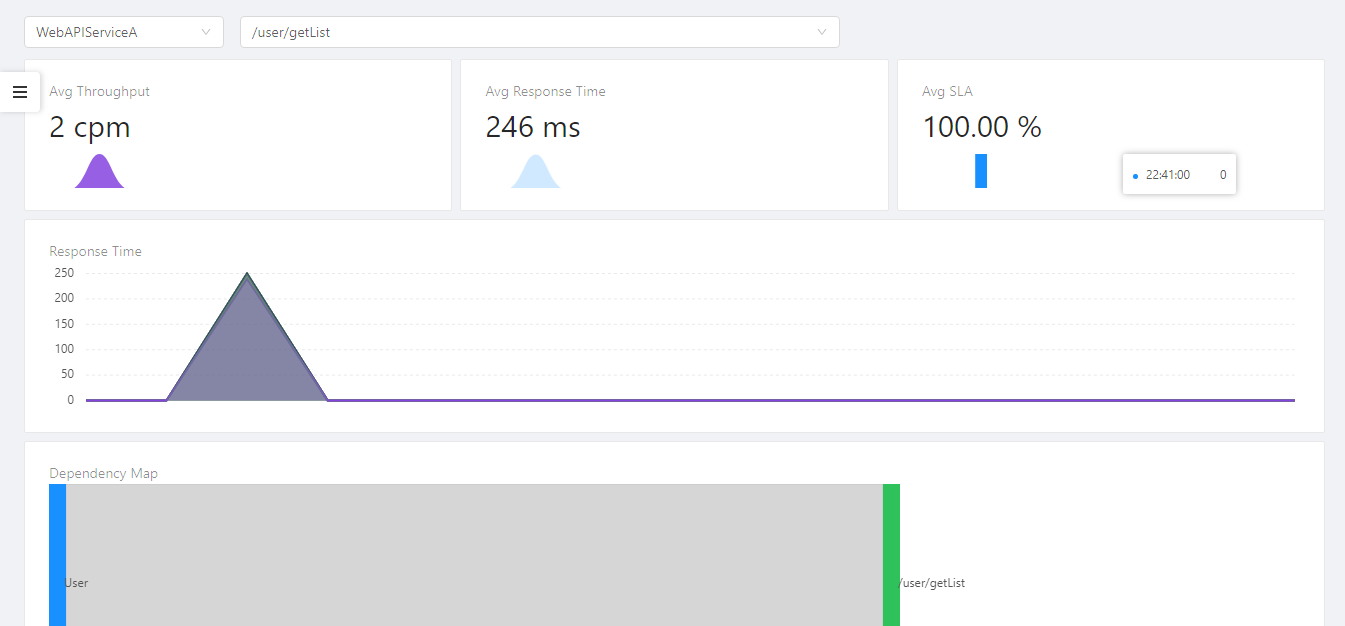 WebAPIServiceA
/user/getList
Avg Throughput
2 cpm
Avg Response Time
246 ms
Avg SLA
100.00 %
22:41:00 0
Response Time
250
200
150
100
50
0
Dependency Map
User
/user/getList